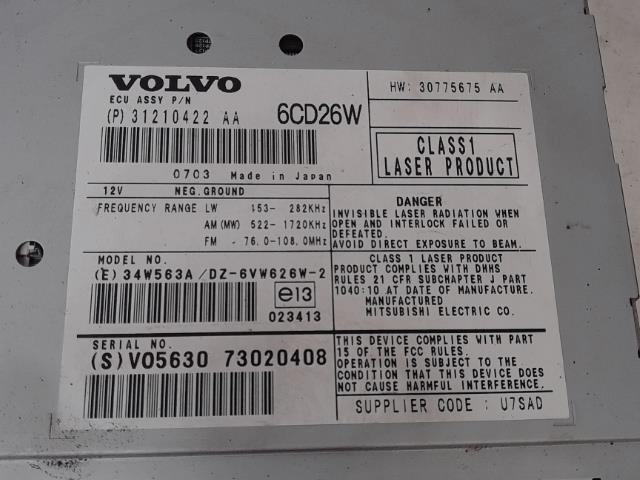 VOLVO
ECU ASSY P/N
(P) 31210422 AA
6CD26W
0703 Made in Japan
HW: 30775675 AA
CLASS1
LASER PRODUCT
12V NEG.GROUND
FREQUENCY RANGE LW 153- 282KHz
AM(MW) 522-1720KHz
FM - 76.0-108.0MHz
DANGER
INVISIBLE LASER RADIATION WHEN
OPEN AND INTERLOCK FAILED OR
DEFEATED.
AVOID DIRECT EXPOSURE TO BEAM.
MODEL NO.
(E) 34W563A/DZ-6VW626W-2
e13
023413
CLASS 1 LASER PRODUCT
PRODUCT COMPLIES WITH DHHS
RULES 21 CFR SUBCHAPTER J PART
1040:10 AT DATE OF MANUFACTURE.
MANUFACTURED
MITSUBISHI ELECTRIC CO.
SERIAL NO.
(S) VO5630 73020408
THIS DEVICE COMPLIES WITH PART
15 OF THE FCC RULES.
OPERATION IS SUBJECT TO THE
CONDITION THAT THIS DEVICE DOES
NOT CAUSE HARMFUL INTERFERENCE.
SUPPLIER CODE : U7SAD